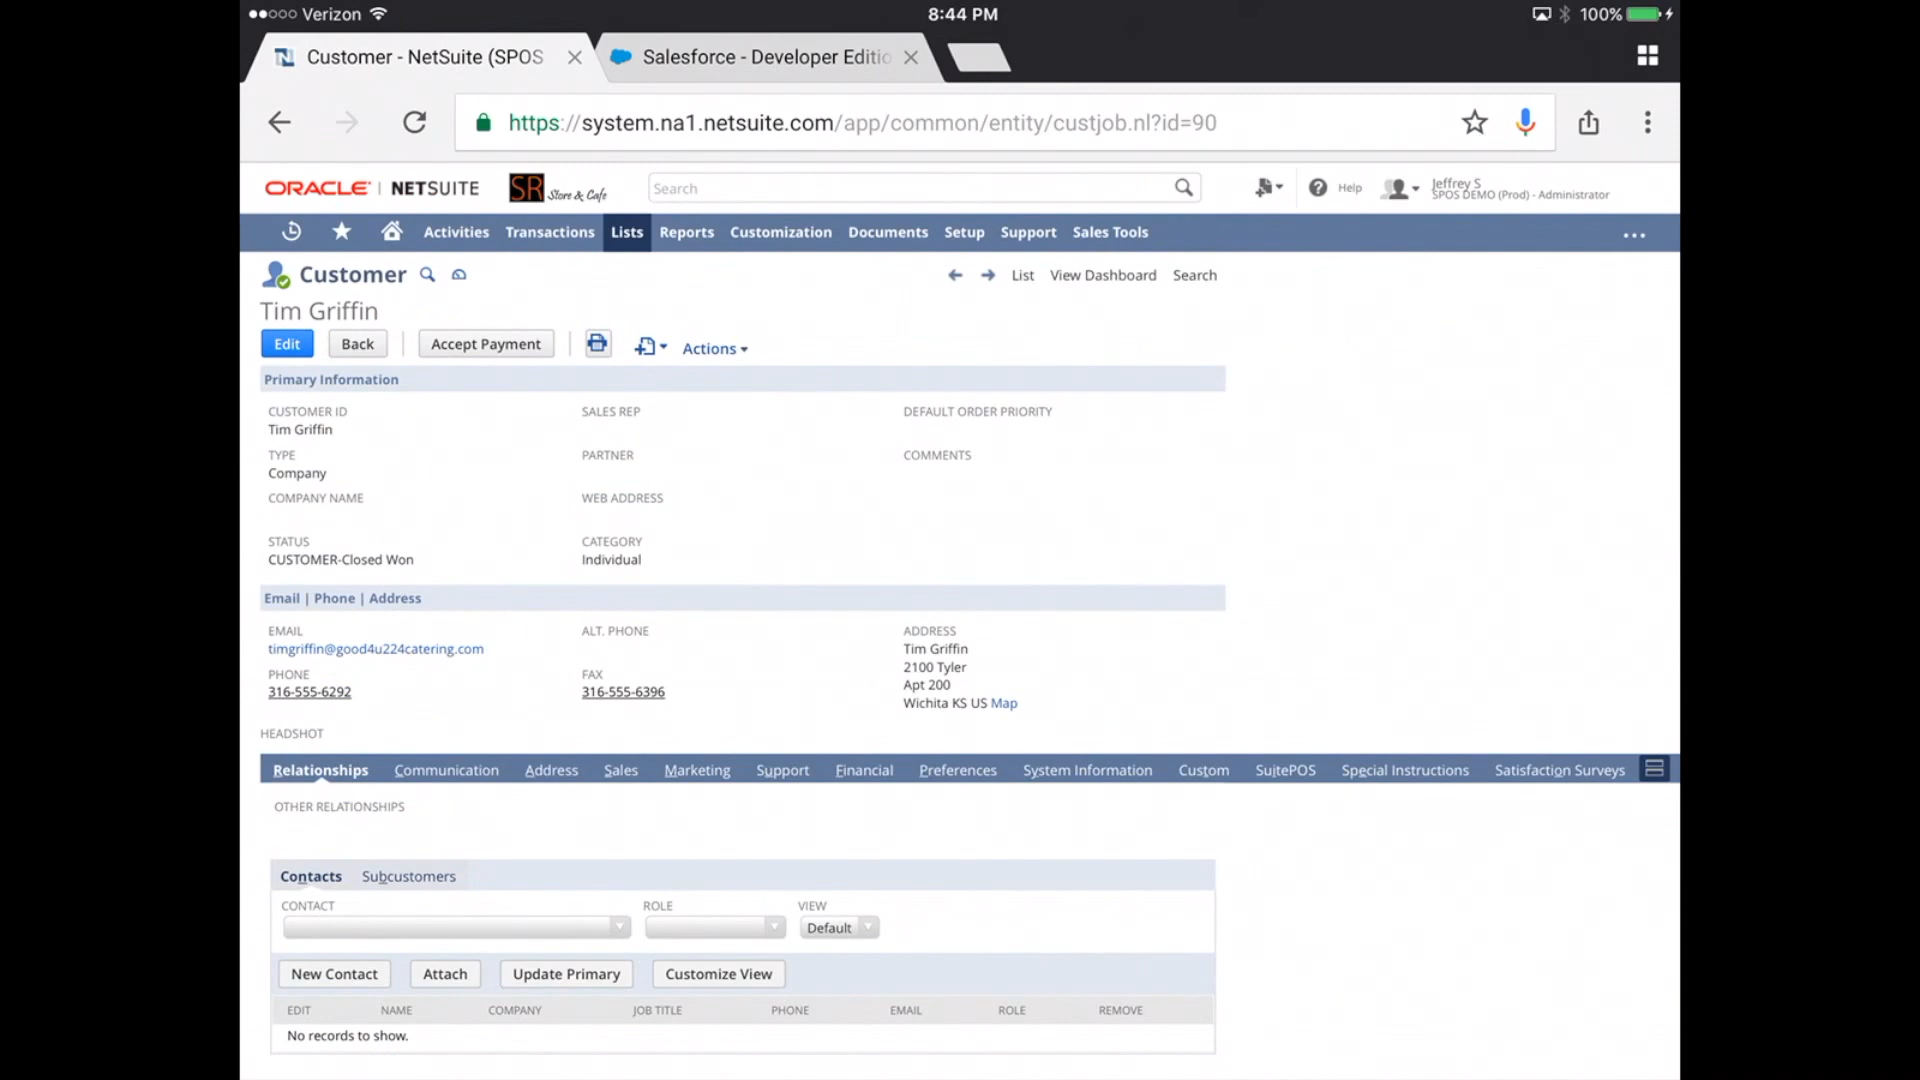 Verizon 8:44 PM 100%
Customer - NetSuite (SPOS Salesforce - Developer Editio
https://system.na1.netsuite.com/app/common/entity/custjob.nl?id=90
ORACLE | NETSUITE SR Store & Cafe Search Help Jeffrey S
SPOS DEMO (Prod) - Administrator
Activities Transactions Lists Reports Customization Documents Setup Support Sales Tools
Customer List View Dashboard Search
Tim Griffin
Edit Back Accept Payment Actions
Primary Information
CUSTOMER ID SALES REP DEFAULT ORDER PRIORITY
Tim Griffin
TYPE PARTNER COMMENTS
Company
COMPANY NAME WEB ADDRESS
STATUS CATEGORY
CUSTOMER-Closed Won Individual
Email | Phone | Address
EMAIL ALT. PHONE ADDRESS
timgriffin@good4u224catering.com Tim Griffin
2100 Tyler
PHONE FAX Apt 200
316-555-6292 316-555-6396 Wichita KS US Map
HEADSHOT
Relationships Communication Address Sales Marketing Support Financial Preferences System Information Custom SuitePOS Special Instructions Satisfaction Surveys
OTHER RELATIONSHIPS
Contacts Subcustomers
CONTACT ROLE VIEW
Default
New Contact Attach Update Primary Customize View
EDIT NAME COMPANY JOB TITLE PHONE EMAIL ROLE REMOVE
No records to show.